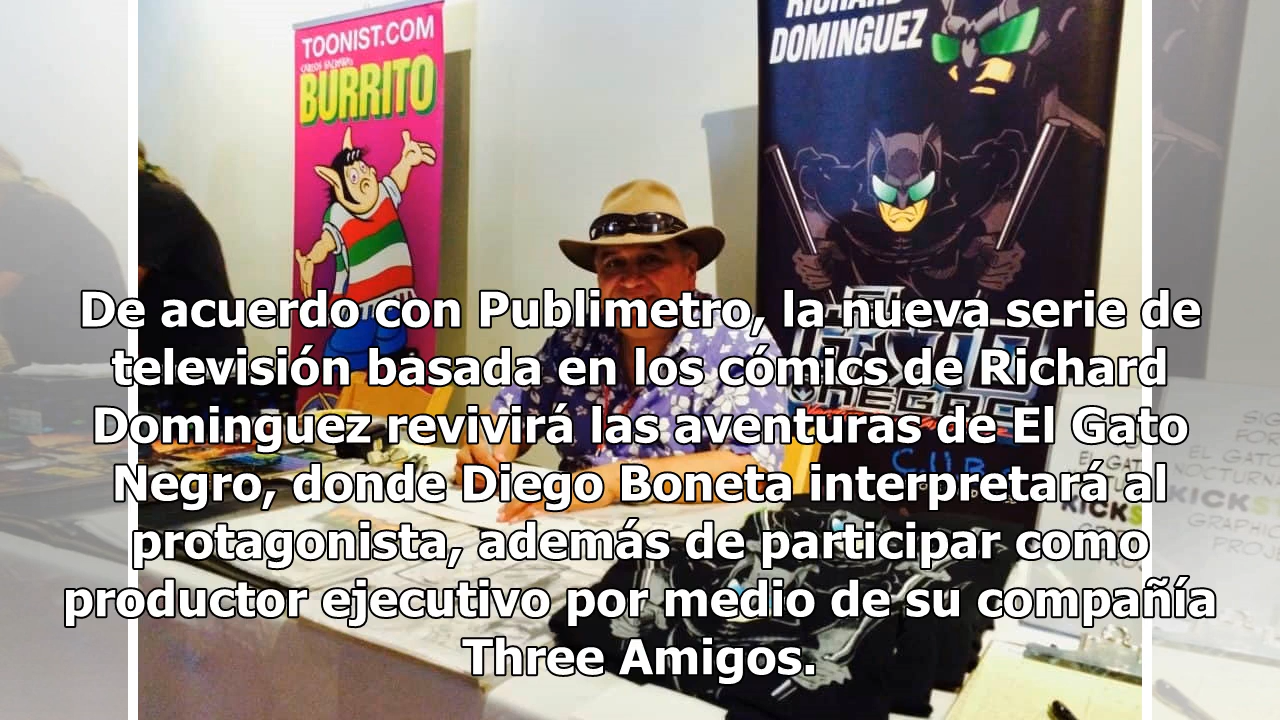 TOONIST.COM
BURRITO
RICHARD
DOMINGUEZ
De acuerdo con Publimetro, la nueva serie de
televisión basada en los cómics de Richard
Dominguez revivirá las aventuras de El Gato
Negro, donde Diego Boneta interpretará al
protagonista, además de participar como
productor ejecutivo por medio de su compañía
Three Amigos.
NEGRO